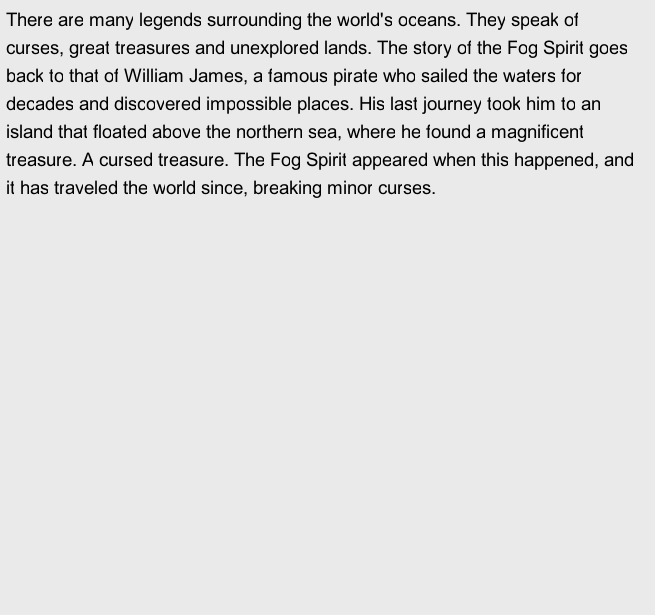 There are many legends surrounding the world's oceans. They speak of
curses, great treasures and unexplored lands. The story of the Fog Spirit goes
back to that of William James, a famous pirate who sailed the waters for
decades and discovered impossible places. His last journey took him to an
island that floated above the northern sea, where he found a magnificent
treasure. A cursed treasure. The Fog Spirit appeared when this happened, and
it has traveled the world since, breaking minor curses.